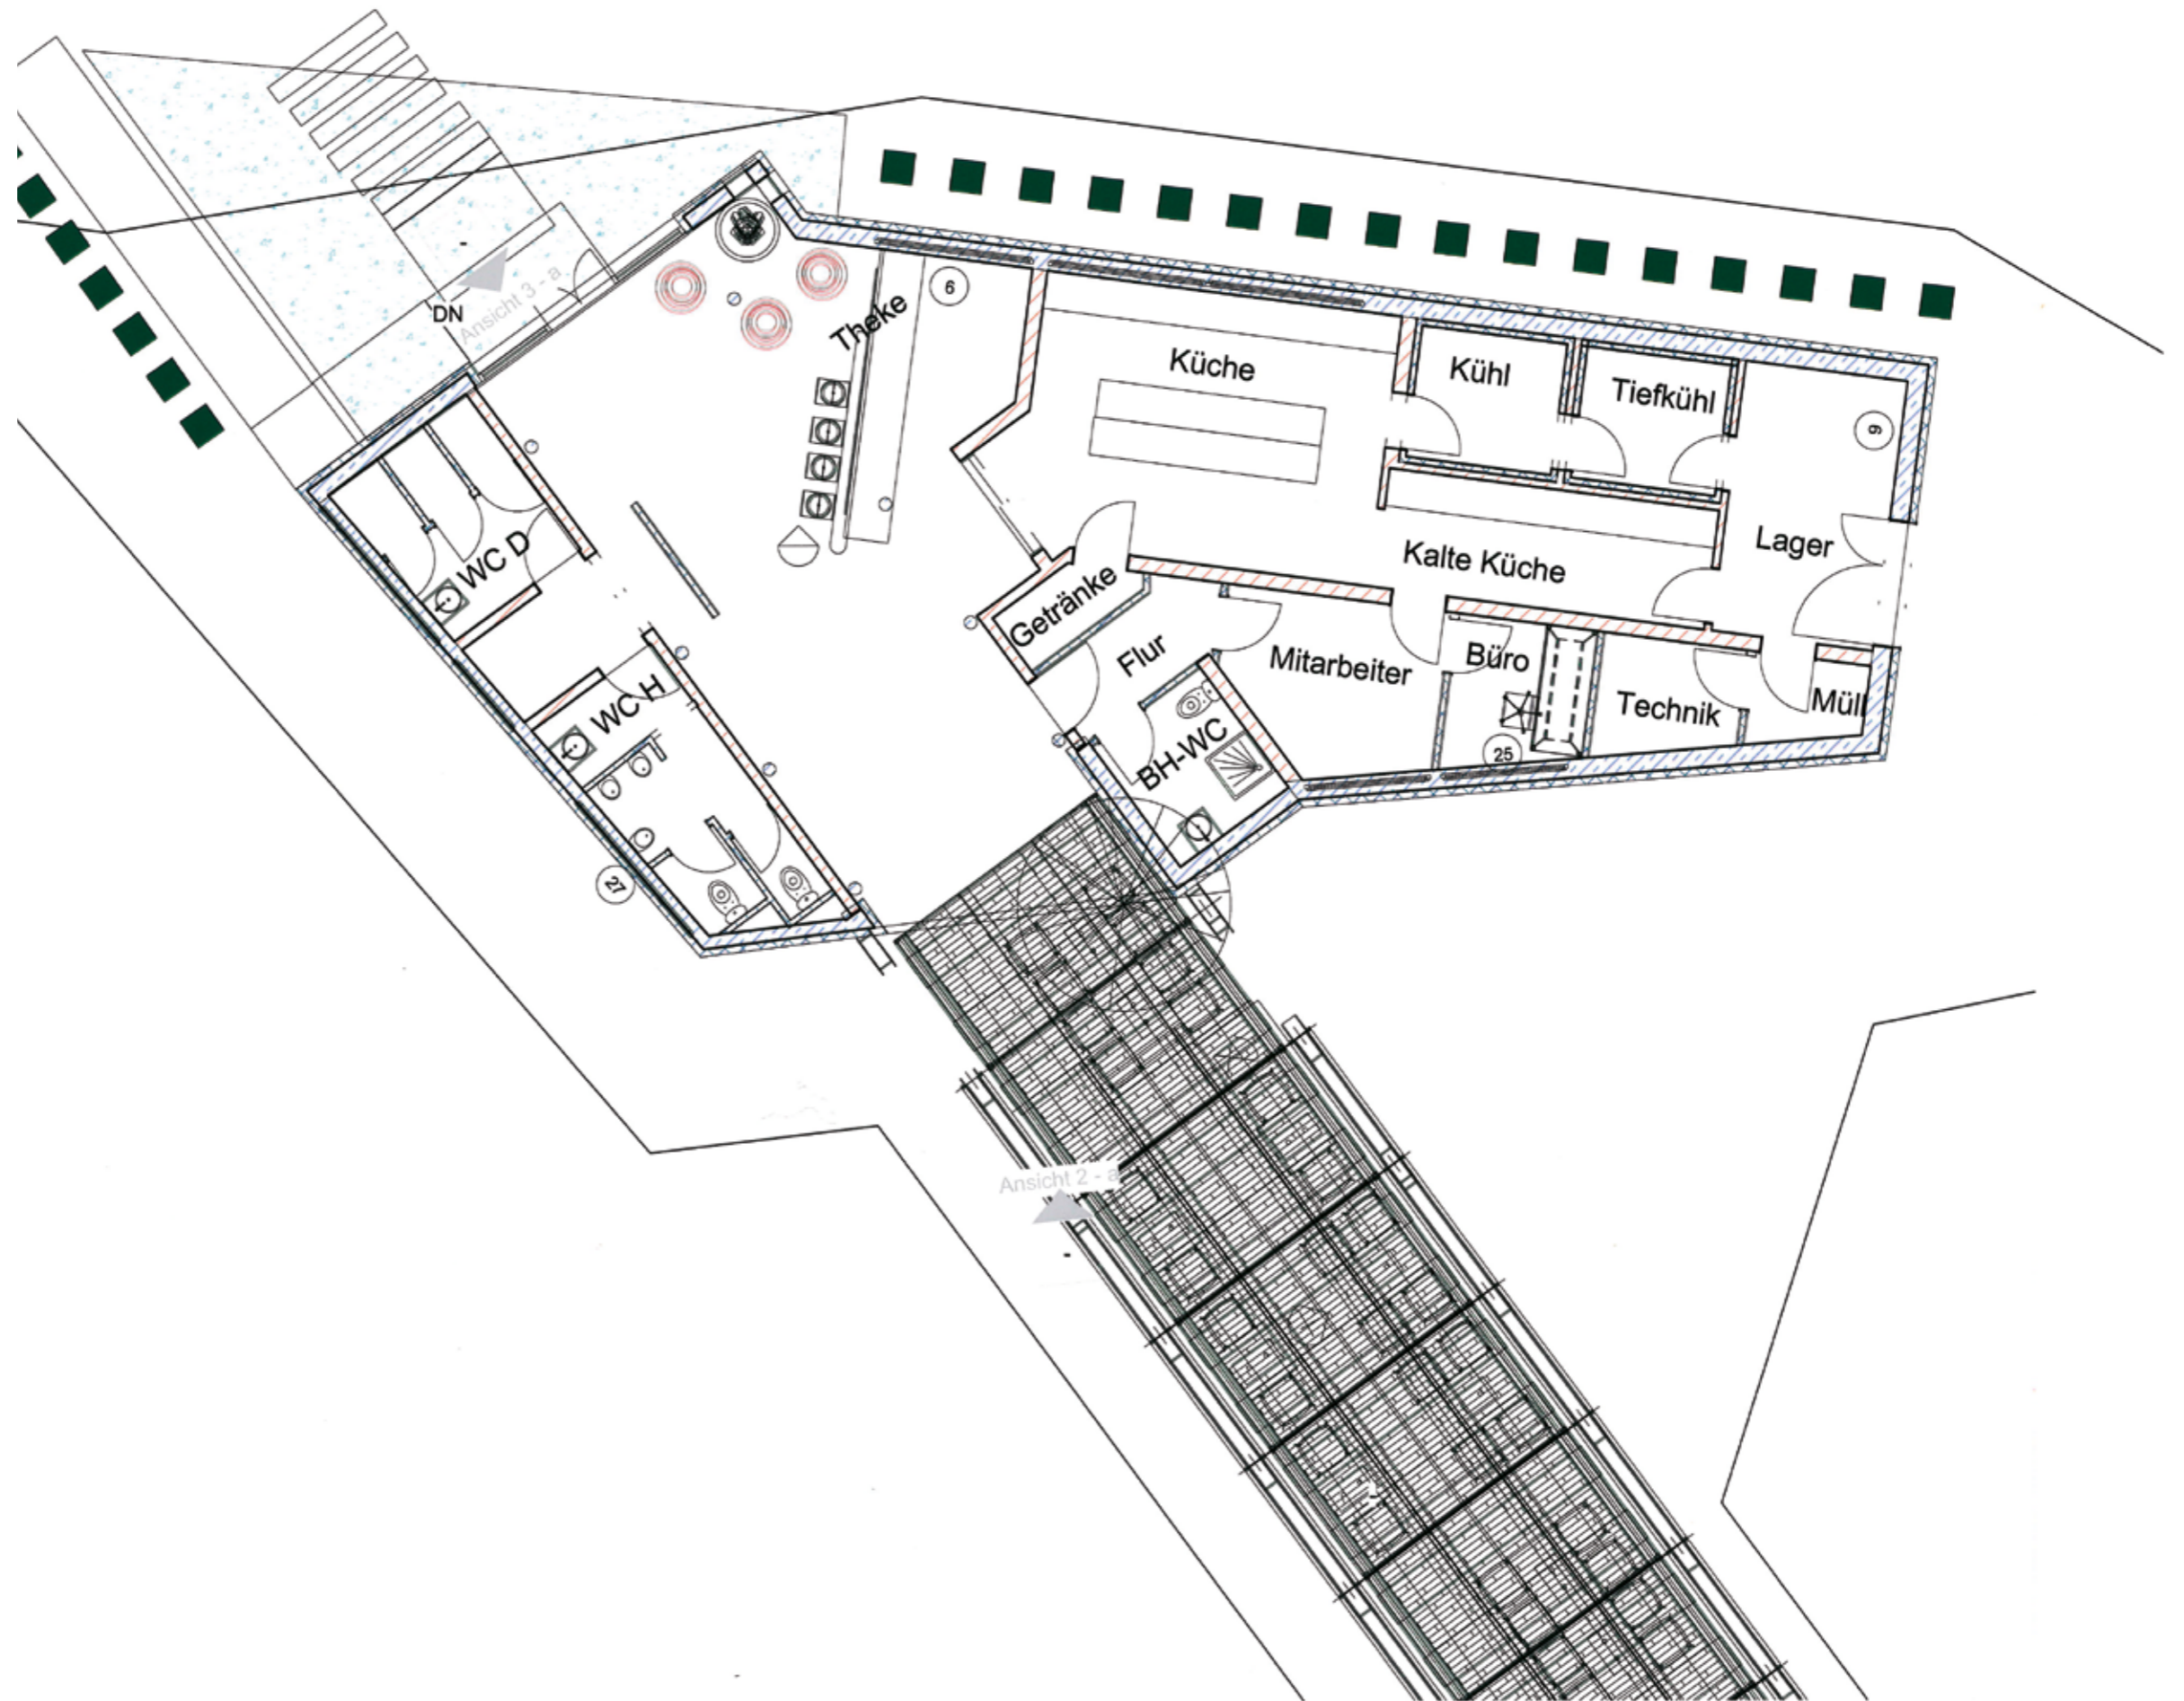 DN
Ansicht 3 - a
Theke
6
Küche
Kühl
Tiefkühl
9
WC D
Getränke
Kalte Küche
Lager
Flur
Mitarbeiter
Büro
Technik
Müll
WC H
BH-WC
25
27
Ansicht 2 - a